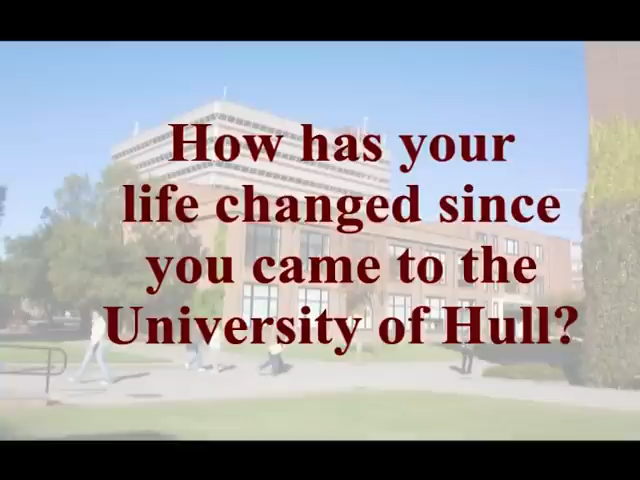 How has your
life changed since
you came to the
University of Hull?